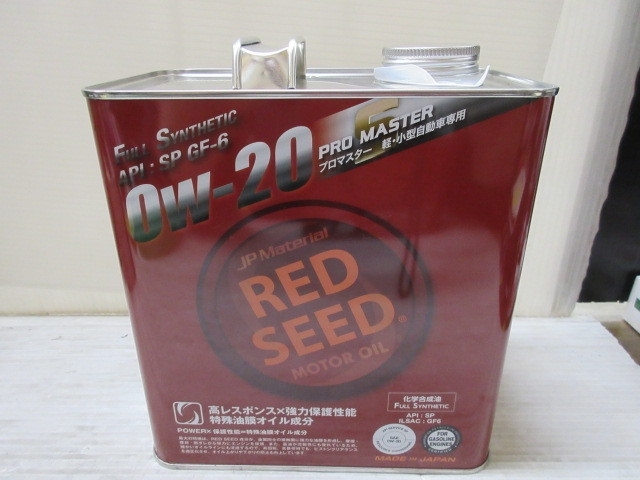 FULL SYNTHETIC
API : SP GF-6
0W-20
PRO MASTER
プロマスター 軽・小型自動車専用
JP Material
RED
SEED®
MOTOR OIL
高レスポンス×強力保護性能
特殊油膜オイル成分
POWER× 保護性能=特殊油膜オイル成分
化学合成油
FULL SYNTHETIC
API : SP
ILSAC : GF6
SAE
0W-20
FOR
GASOLINE
ENGINES
MADE IN JAPAN